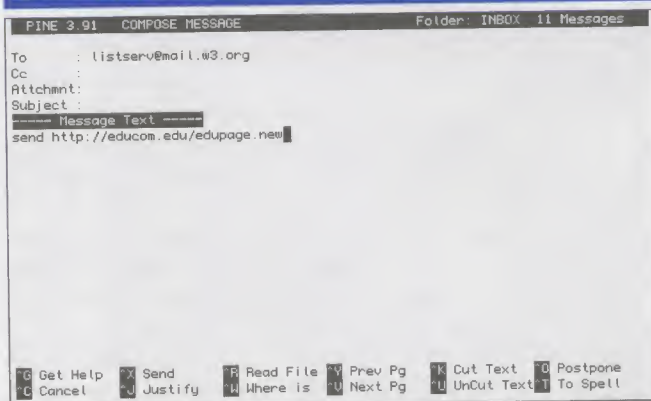 PINE 3.91 COMPOSE MESSAGE Folder: INBOX 11 Messages
To : listserv@mail.w3.org
Cc :
Attchmnt:
Subject :
----- Message Text -----
send http://educom.edu/edupage.new
^G Get Help ^X Send ^R Read File ^Y Prev Pg ^K Cut Text ^O Postpone
^C Cancel ^J Justify ^W Where is ^V Next Pg ^U UnCut Text ^T To Spell